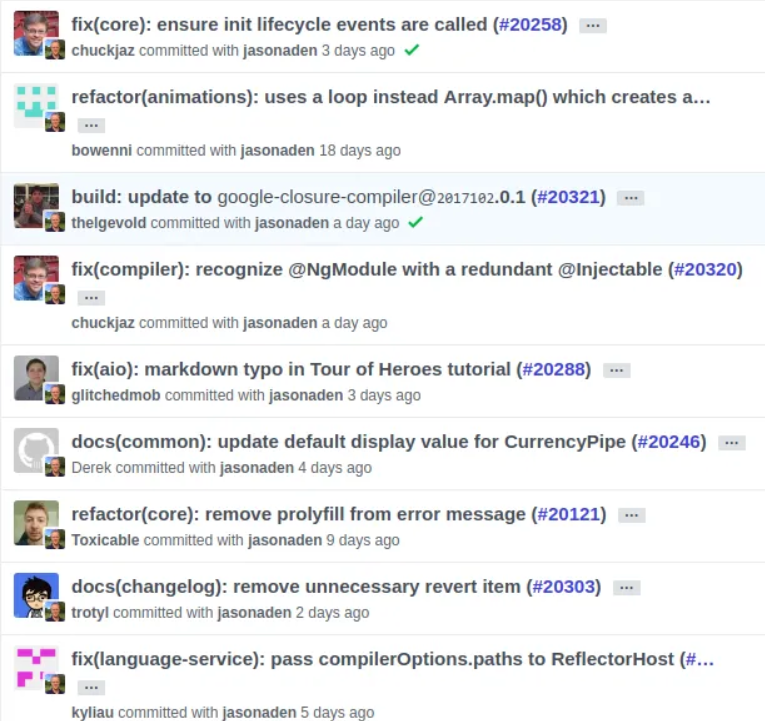 fix(core): ensure init lifecycle events are called (#20258) ...
chuckjaz committed with jasonaden 3 days ago
refactor(animations): uses a loop instead Array.map() which creates a...
...
bowenni committed with jasonaden 18 days ago
build: update to google-closure-compiler@2017102.0.1 (#20321) ...
thelgevold committed with jasonaden a day ago
fix(compiler): recognize @NgModule with a redundant @Injectable (#20320)
...
chuckjaz committed with jasonaden a day ago
fix(aio): markdown typo in Tour of Heroes tutorial (#20288) ...
glitchedmob committed with jasonaden 3 days ago
docs(common): update default display value for CurrencyPipe (#20246) ...
Derek committed with jasonaden 4 days ago
refactor(core): remove prolyfill from error message (#20121) ...
Toxicable committed with jasonaden 9 days ago
docs(changelog): remove unnecessary revert item (#20303) ...
trotyl committed with jasonaden 2 days ago
fix(language-service): pass compilerOptions.paths to ReflectorHost (#...
...
kyliau committed with jasonaden 5 days ago